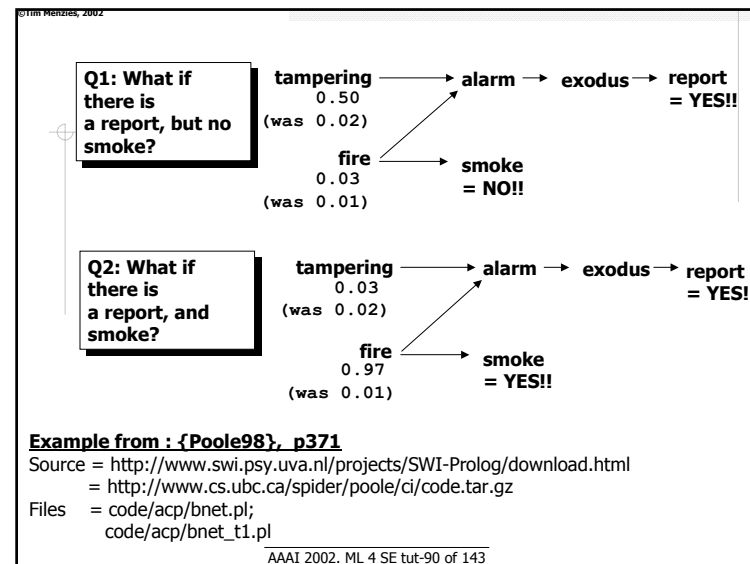 ©Tim Menzies, 2002
Q1: What if
there is
a report, but no
smoke?
tampering
0.50
(was 0.02)
alarm
exodus
report
= YES!!
fire
0.03
(was 0.01)
smoke
= NO!!
Q2: What if
there is
a report, and
smoke?
tampering
0.03
(was 0.02)
alarm
exodus
report
= YES!
fire
0.97
(was 0.01)
smoke
= YES!!
Example from : {Poole98}, p371
Source = http://www.swi.psy.uva.nl/projects/SWI-Prolog/download.html
= http://www.cs.ubc.ca/spider/poole/ci/code.tar.gz
Files = code/acp/bnet.pl;
code/acp/bnet_t1.pl
AAAI 2002. ML 4 SE tut-90 of 143